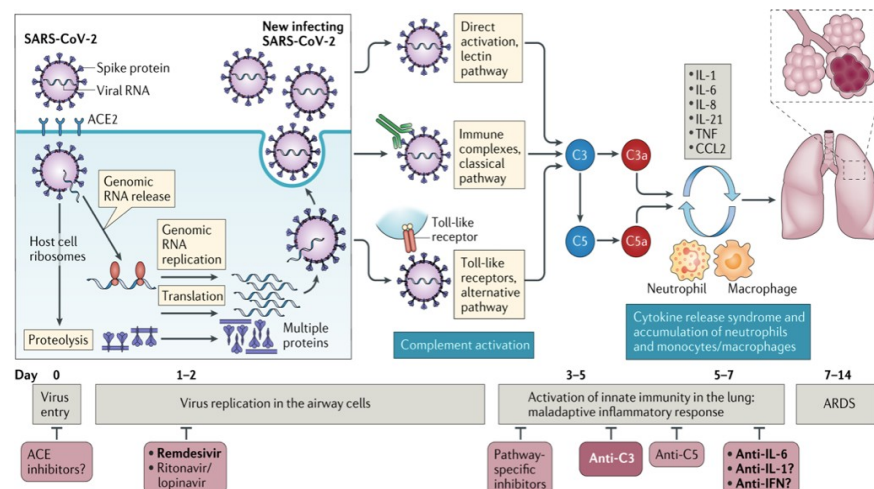 SARS-CoV-2
Spike protein
Viral RNA
ACE2
New infecting
SARS-CoV-2
Genomic
RNA release
Host cell
ribosomes
Genomic
RNA
replication
Translation
Proteolysis
Multiple
proteins
Direct
activation,
lectin
pathway
Immune
complexes,
classical
pathway
Toll-like
receptor
Toll-like
receptors,
alternative
pathway
Complement activation
C3
C3a
C5
C5a
• IL-1
• IL-6
• IL-8
• IL-21
• TNF
• CCL2
Neutrophil
Macrophage
Cytokine release syndrome and
accumulation of neutrophils
and monocytes/macrophages
Day 0 1–2 3–5 5–7 7–14
Virus
entry
Virus replication in the airway cells
Activation of innate immunity in the lung:
maladaptive inflammatory response
ARDS
ACE
inhibitors?
• Remdesivir
• Ritonavir/
lopinavir
Pathway-
specific
inhibitors
Anti-C3
Anti-C5
• Anti-IL-6
• Anti-IL-1?
• Anti-IFN?